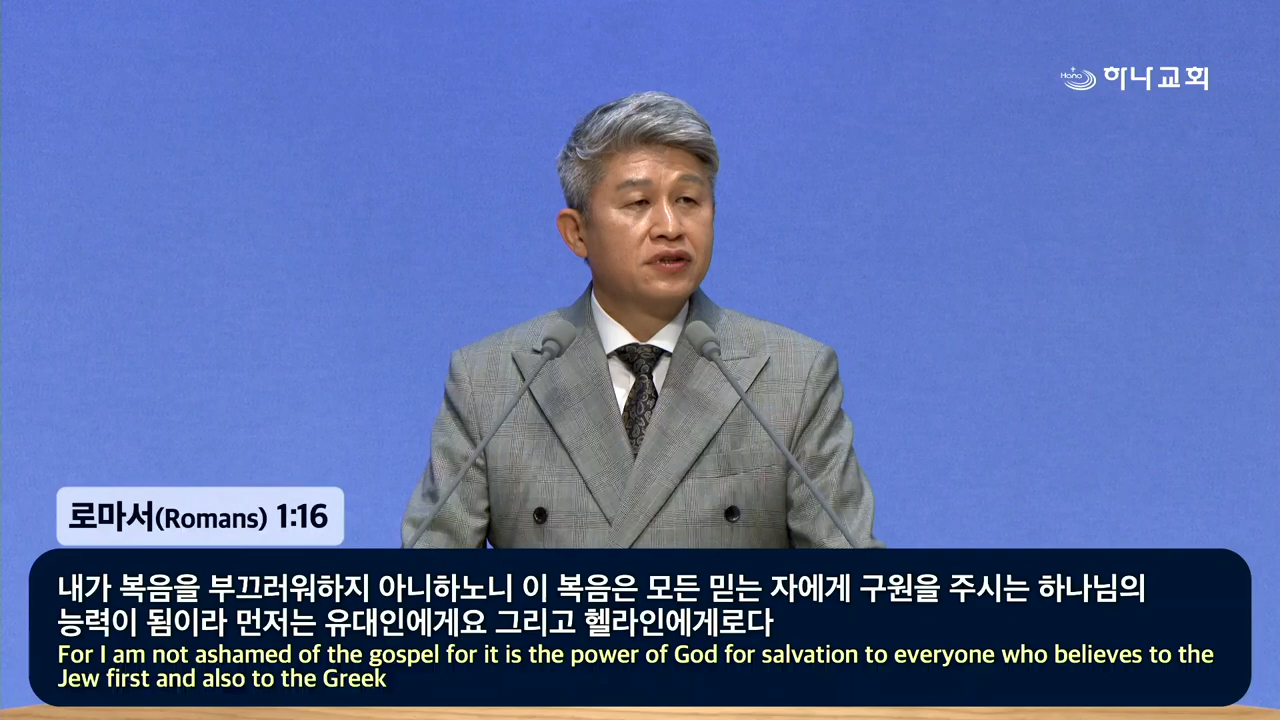 Hana 하나교회
로마서(Romans) 1:16
내가 복음을 부끄러워하지 아니하노니 이 복음은 모든 믿는 자에게 구원을 주시는 하나님의
능력이 됨이라 먼저는 유대인에게요 그리고 헬라인에게로다
For I am not ashamed of the gospel for it is the power of God for salvation to everyone who believes to the
Jew first and also to the Greek